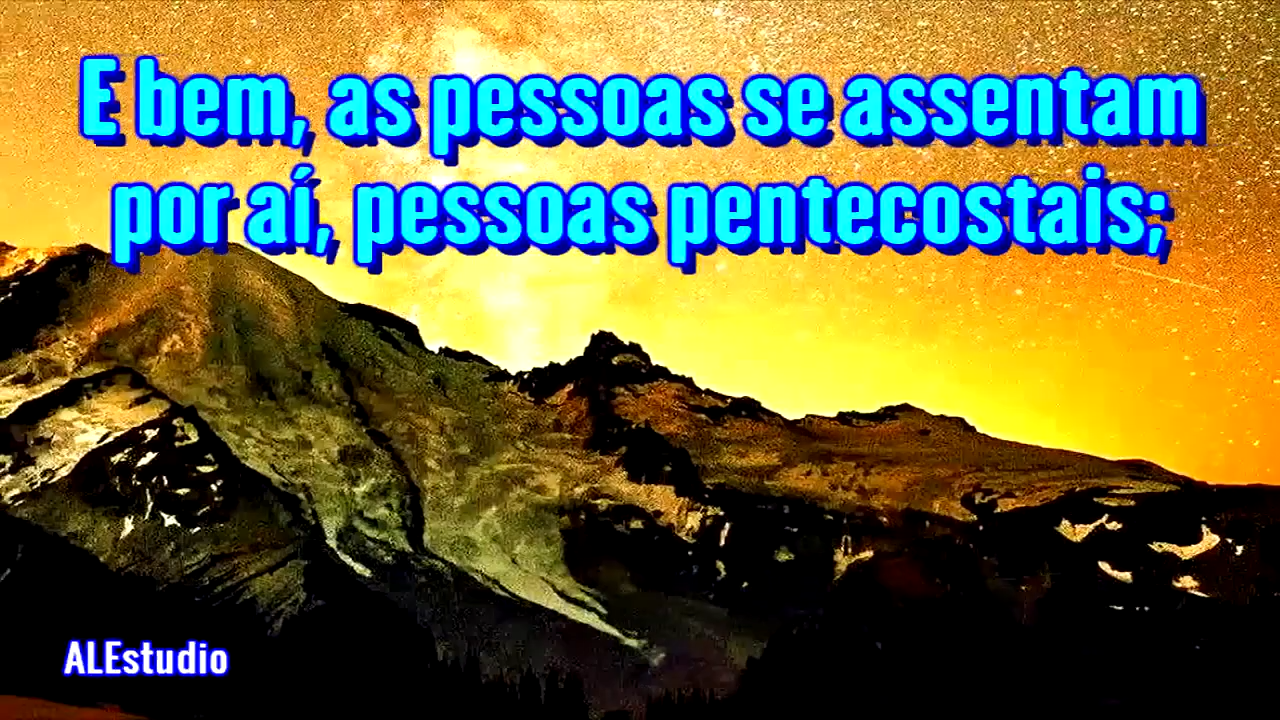 E bem, as pessoas se assentam
por aí, pessoas pentecostais;
ALEstudio